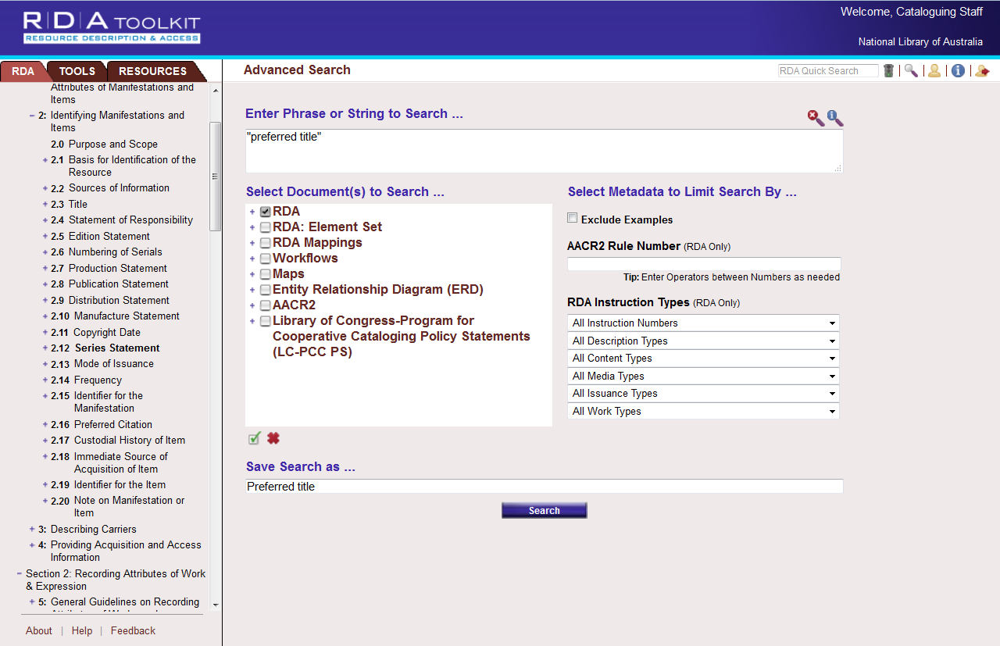 R|D|A TOOLKIT
RESOURCE DESCRIPTION & ACCESS
Welcome, Cataloguing Staff
National Library of Australia
RDA
TOOLS
RESOURCES
Attributes of Manifestations and
Items
2: Identifying Manifestations and
Items
2.0 Purpose and Scope
2.1 Basis for Identification of the
Resource
2.2 Sources of Information
2.3 Title
2.4 Statement of Responsibility
2.5 Edition Statement
2.6 Numbering of Serials
2.7 Production Statement
2.8 Publication Statement
2.9 Distribution Statement
2.10 Manufacture Statement
2.11 Copyright Date
2.12 Series Statement
2.13 Mode of Issuance
2.14 Frequency
2.15 Identifier for the
Manifestation
2.16 Preferred Citation
2.17 Custodial History of Item
2.18 Immediate Source of
Acquisition of Item
2.19 Identifier for the Item
2.20 Note on Manifestation or
Item
3: Describing Carriers
4: Providing Acquisition and Access
Information
Section 2: Recording Attributes of Work
& Expression
5: General Guidelines on Recording
About | Help | Feedback
Advanced Search
RDA Quick Search
Enter Phrase or String to Search ...
"preferred title"
Select Document(s) to Search ...
RDA
RDA: Element Set
RDA Mappings
Workflows
Maps
Entity Relationship Diagram (ERD)
AACR2
Library of Congress-Program for
Cooperative Cataloging Policy Statements
(LC-PCC PS)
Select Metadata to Limit Search By ...
Exclude Examples
AACR2 Rule Number (RDA Only)
Tip: Enter Operators between Numbers as needed
RDA Instruction Types (RDA Only)
All Instruction Numbers
All Description Types
All Content Types
All Media Types
All Issuance Types
All Work Types
Save Search as ...
Preferred title
Search